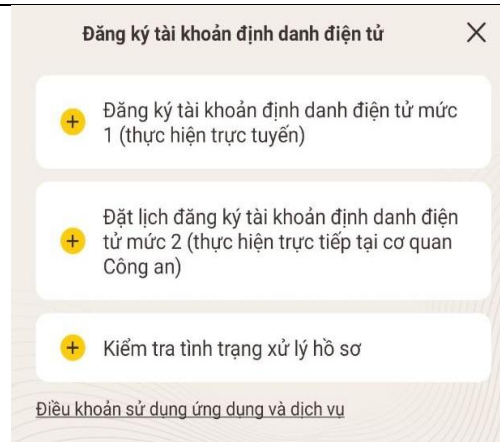 Đăng ký tài khoản định danh điện tử
Đăng ký tài khoản định danh điện tử mức
1 (thực hiện trực tuyến)
Đặt lịch đăng ký tài khoản định danh điện
tử mức 2 (thực hiện trực tiếp tại cơ quan
Công an)
Kiểm tra tình trạng xử lý hồ sơ
Điều khoản sử dụng ứng dụng và dịch vụ